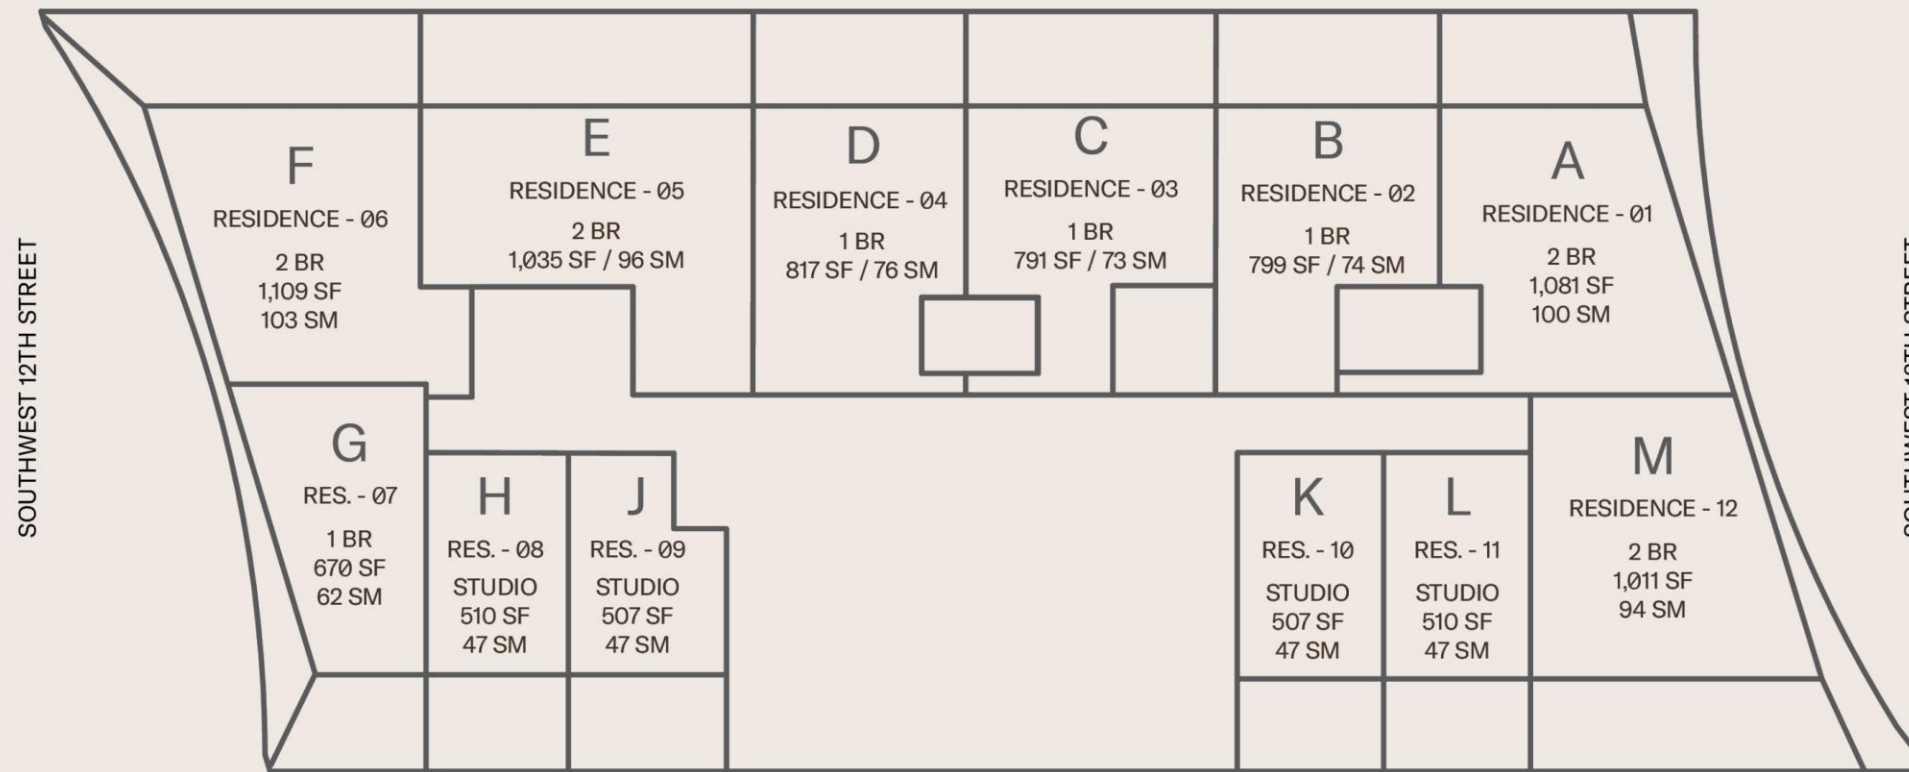 SOUTHWEST 12TH STREET
F
RESIDENCE - 06
2 BR
1,109 SF
103 SM
E
RESIDENCE - 05
2 BR
1,035 SF / 96 SM
D
RESIDENCE - 04
1 BR
817 SF / 76 SM
C
RESIDENCE - 03
1 BR
791 SF / 73 SM
B
RESIDENCE - 02
1 BR
799 SF / 74 SM
A
RESIDENCE - 01
2 BR
1,081 SF
100 SM
G
RES. - 07
1 BR
670 SF
62 SM
H
RES. - 08
STUDIO
510 SF
47 SM
J
RES. - 09
STUDIO
507 SF
47 SM
K
RES. - 10
STUDIO
507 SF
47 SM
L
RES. - 11
STUDIO
510 SF
47 SM
M
RESIDENCE - 12
2 BR
1,011 SF
94 SM